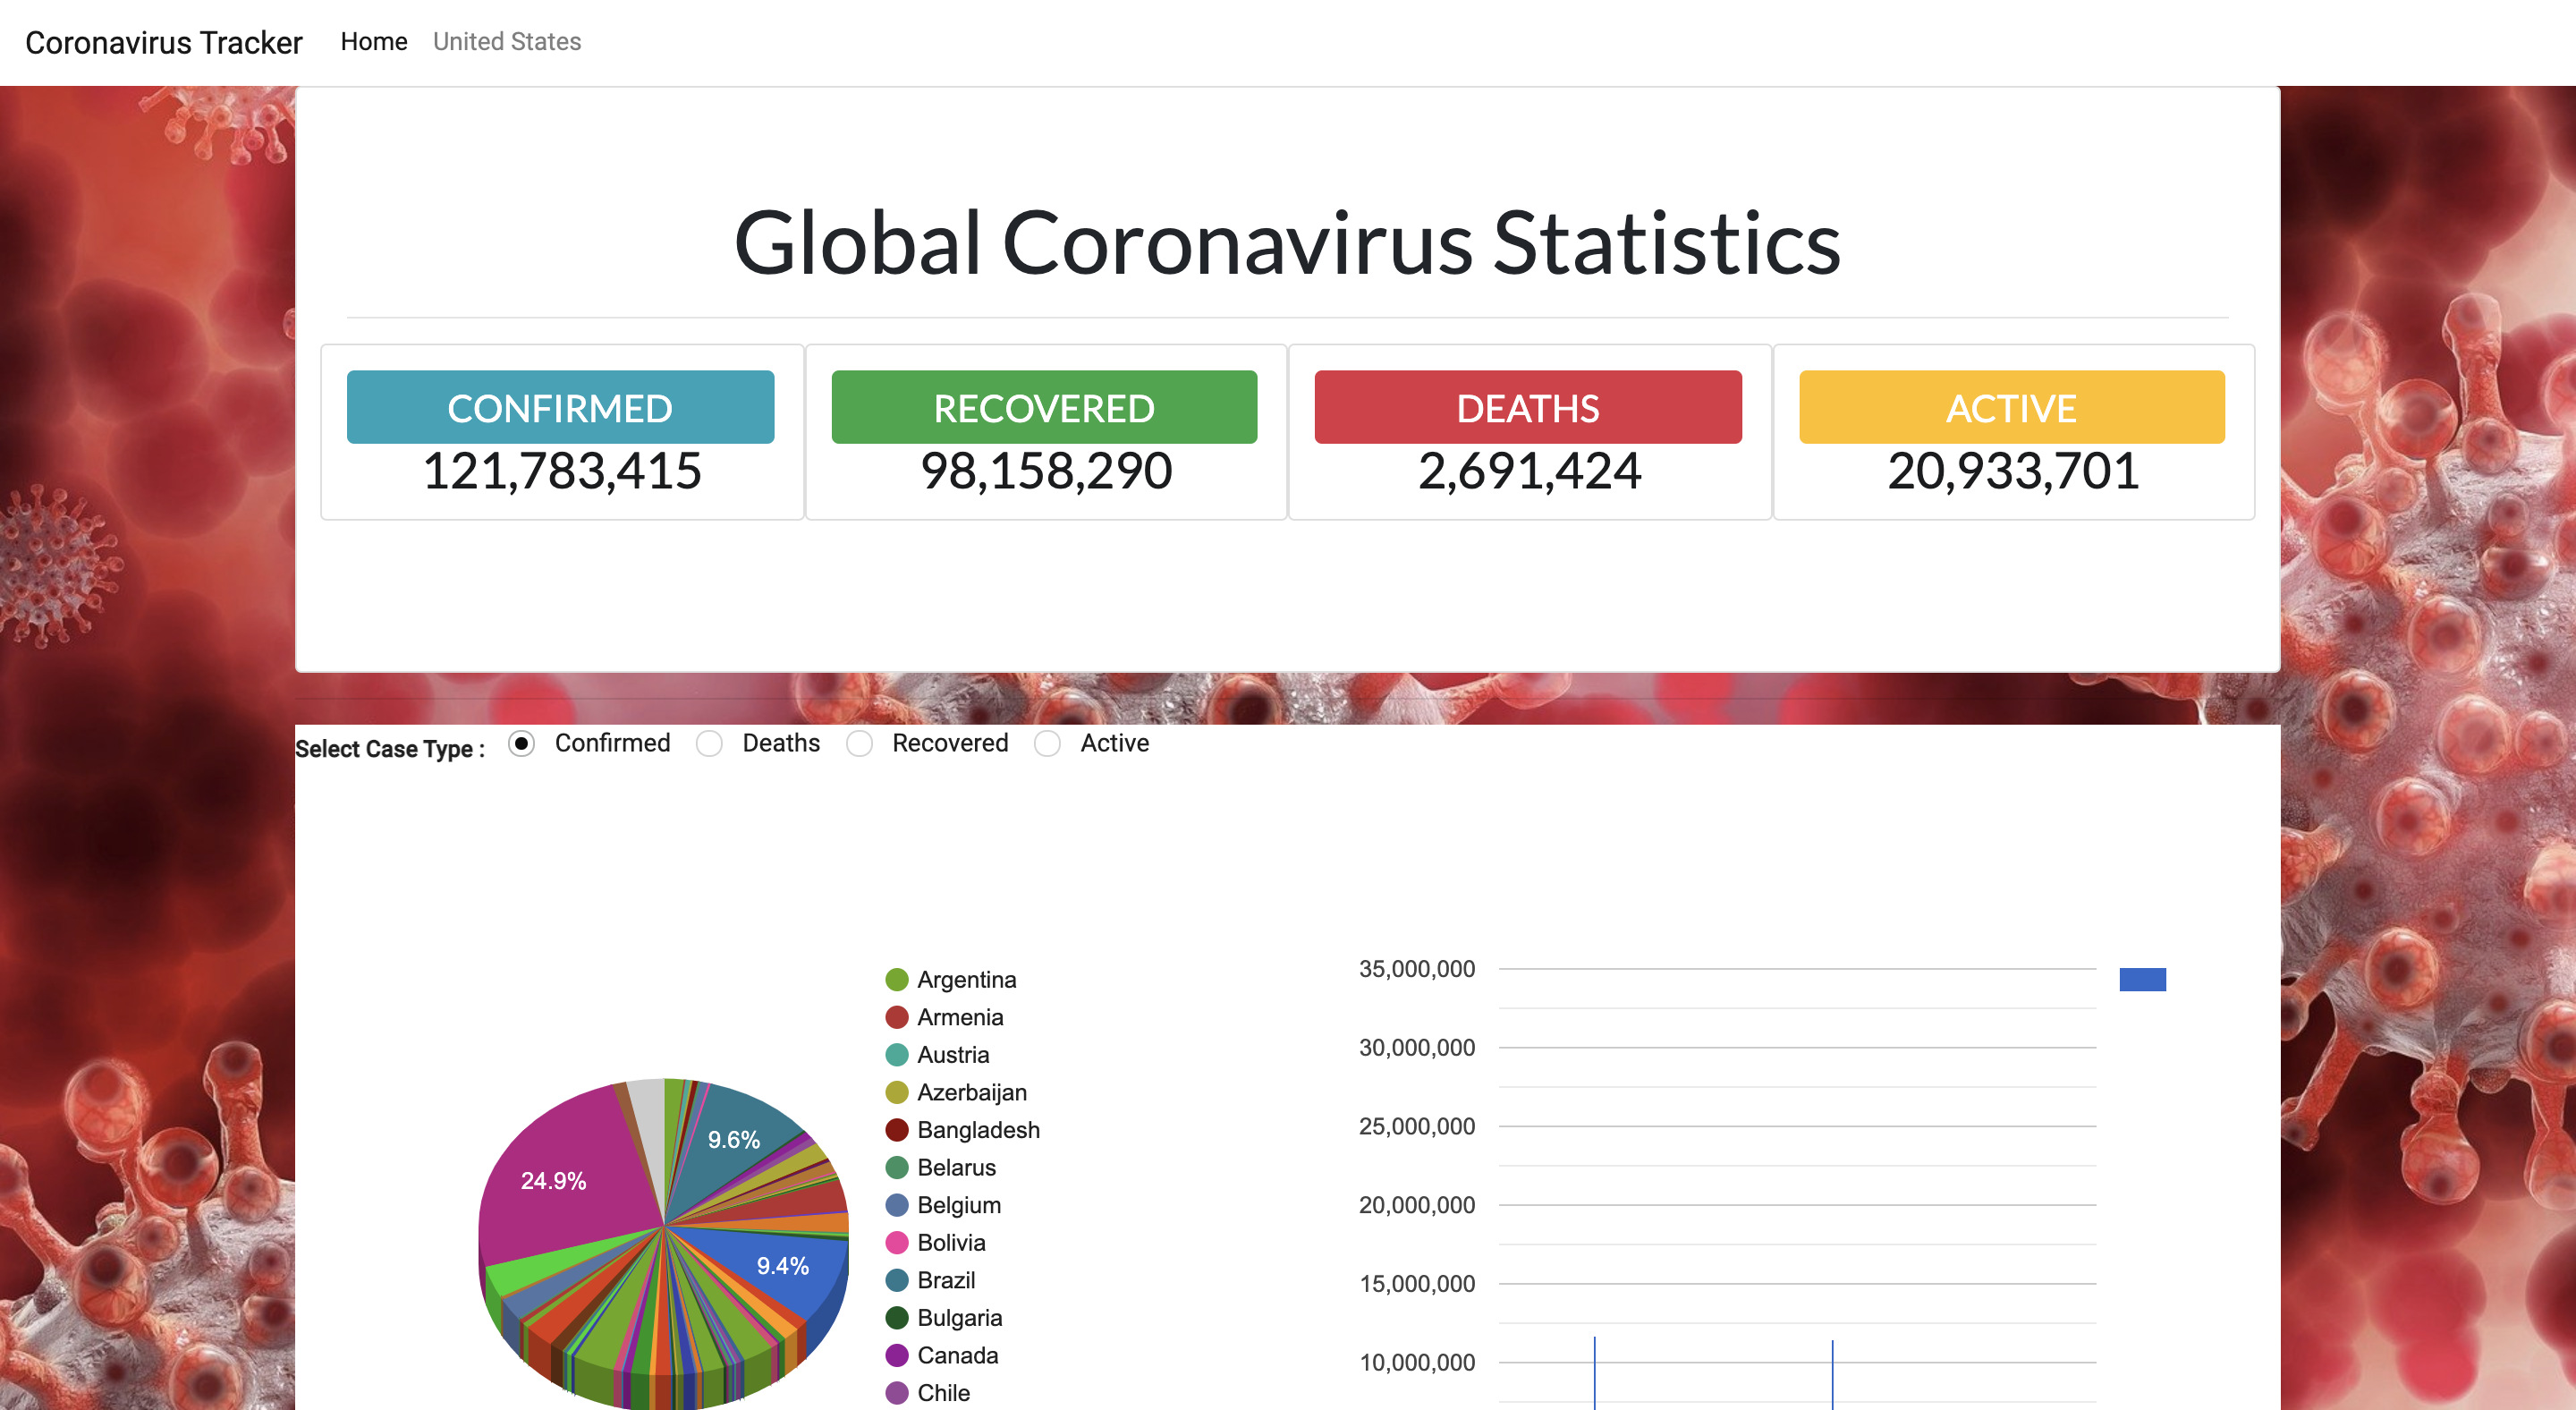 Coronavirus Tracker Home United States
Global Coronavirus Statistics
CONFIRMED
121,783,415
RECOVERED
98,158,290
DEATHS
2,691,424
ACTIVE
20,933,701
Select Case Type : Confirmed Deaths Recovered Active
24.9%
9.6%
9.4%
Argentina
Armenia
Austria
Azerbaijan
Bangladesh
Belarus
Belgium
Bolivia
Brazil
Bulgaria
Canada
Chile
35,000,000
30,000,000
25,000,000
20,000,000
15,000,000
10,000,000